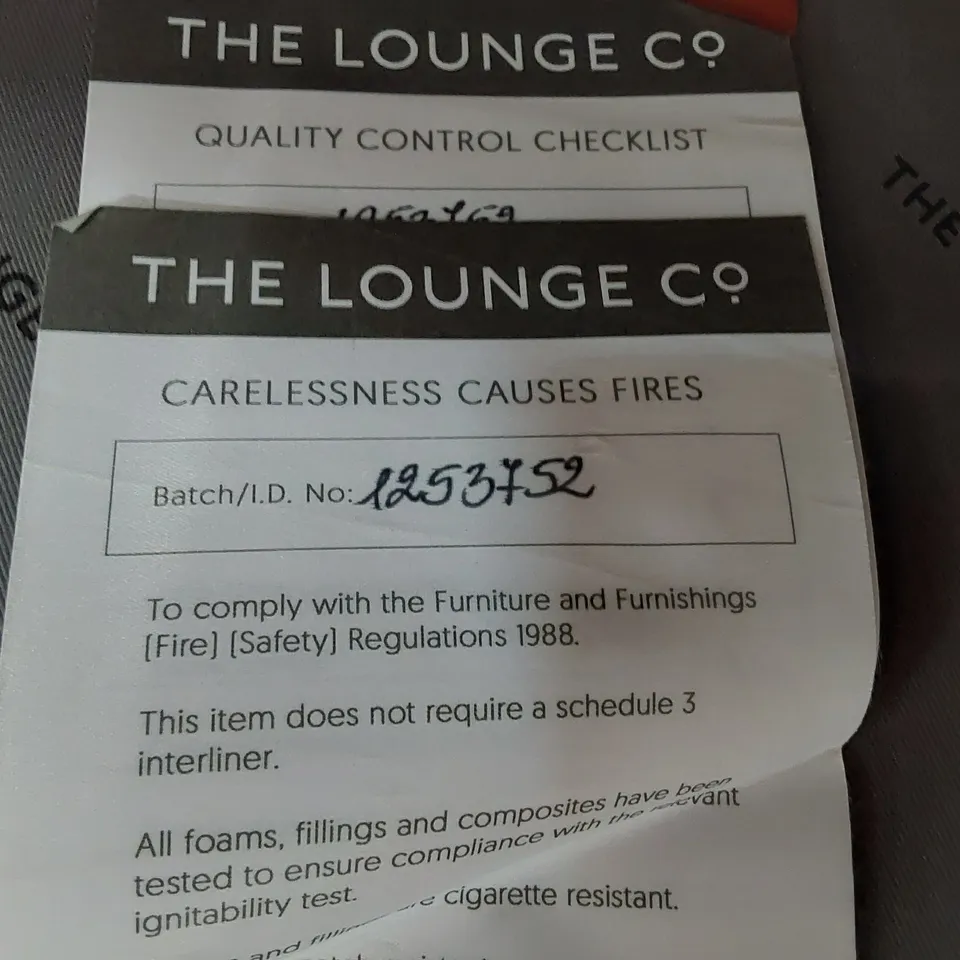 THE LOUNGE Cº
QUALITY CONTROL CHECKLIST
THE LOUNGE Cº
CARELESSNESS CAUSES FIRES
Batch/I.D. No: 1253752
To comply with the Furniture and Furnishings
[Fire] [Safety] Regulations 1988.
This item does not require a schedule 3
interliner.
All foams, fillings and composites have been
tested to ensure compliance with the relevant
ignitability test.
and cigarette resistant.
THE